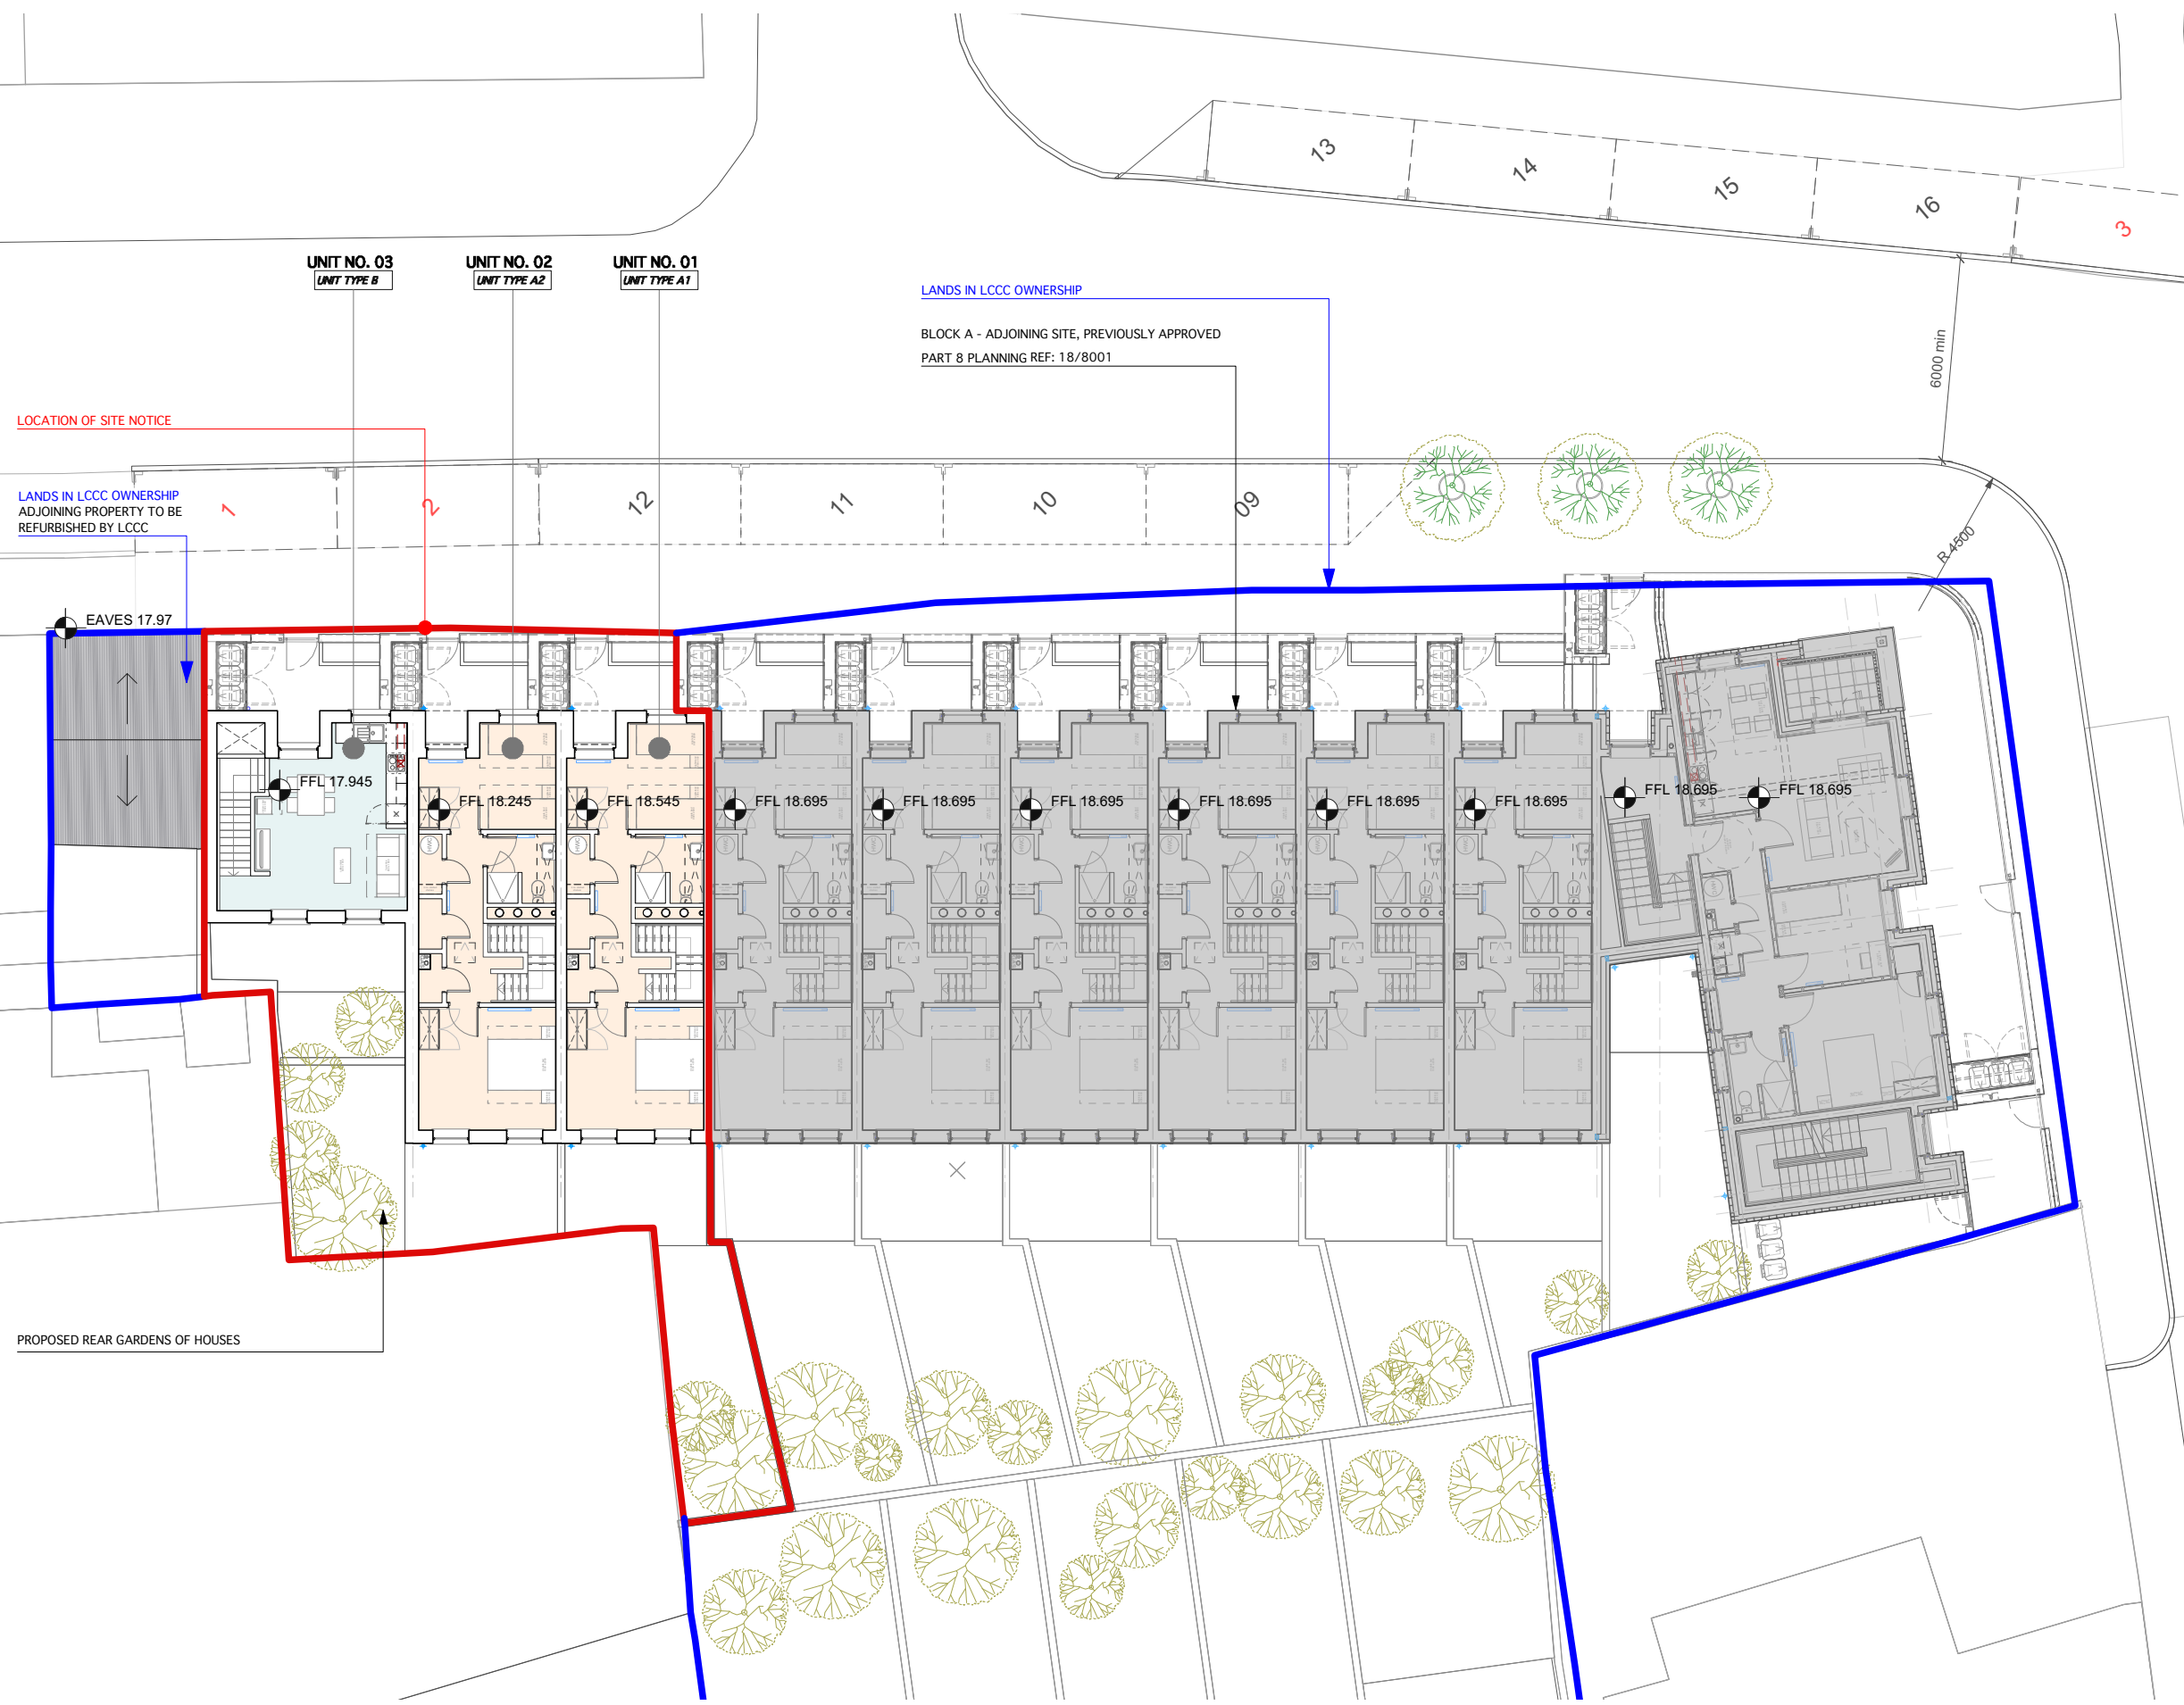 13
14
15
16
3
UNIT NO. 03
UNIT TYPE B
UNIT NO. 02
UNIT TYPE A2
UNIT NO. 01
UNIT TYPE A1
LANDS IN LCCC OWNERSHIP
BLOCK A - ADJOINING SITE, PREVIOUSLY APPROVED
PART 8 PLANNING REF: 18/8001
6000 min
LOCATION OF SITE NOTICE
LANDS IN LCCC OWNERSHIP
ADJOINING PROPERTY TO BE
REFURBISHED BY LCCC
1
2
12
11
10
09
R 4500
EAVES 17.97
FFL 17.945
FFL 18.245
FFL 18.545
FFL 18.695
FFL 18.695
FFL 18.695
FFL 18.695
FFL 18.695
FFL 18.695
FFL 18.695
FFL 18.695
PROPOSED REAR GARDENS OF HOUSES